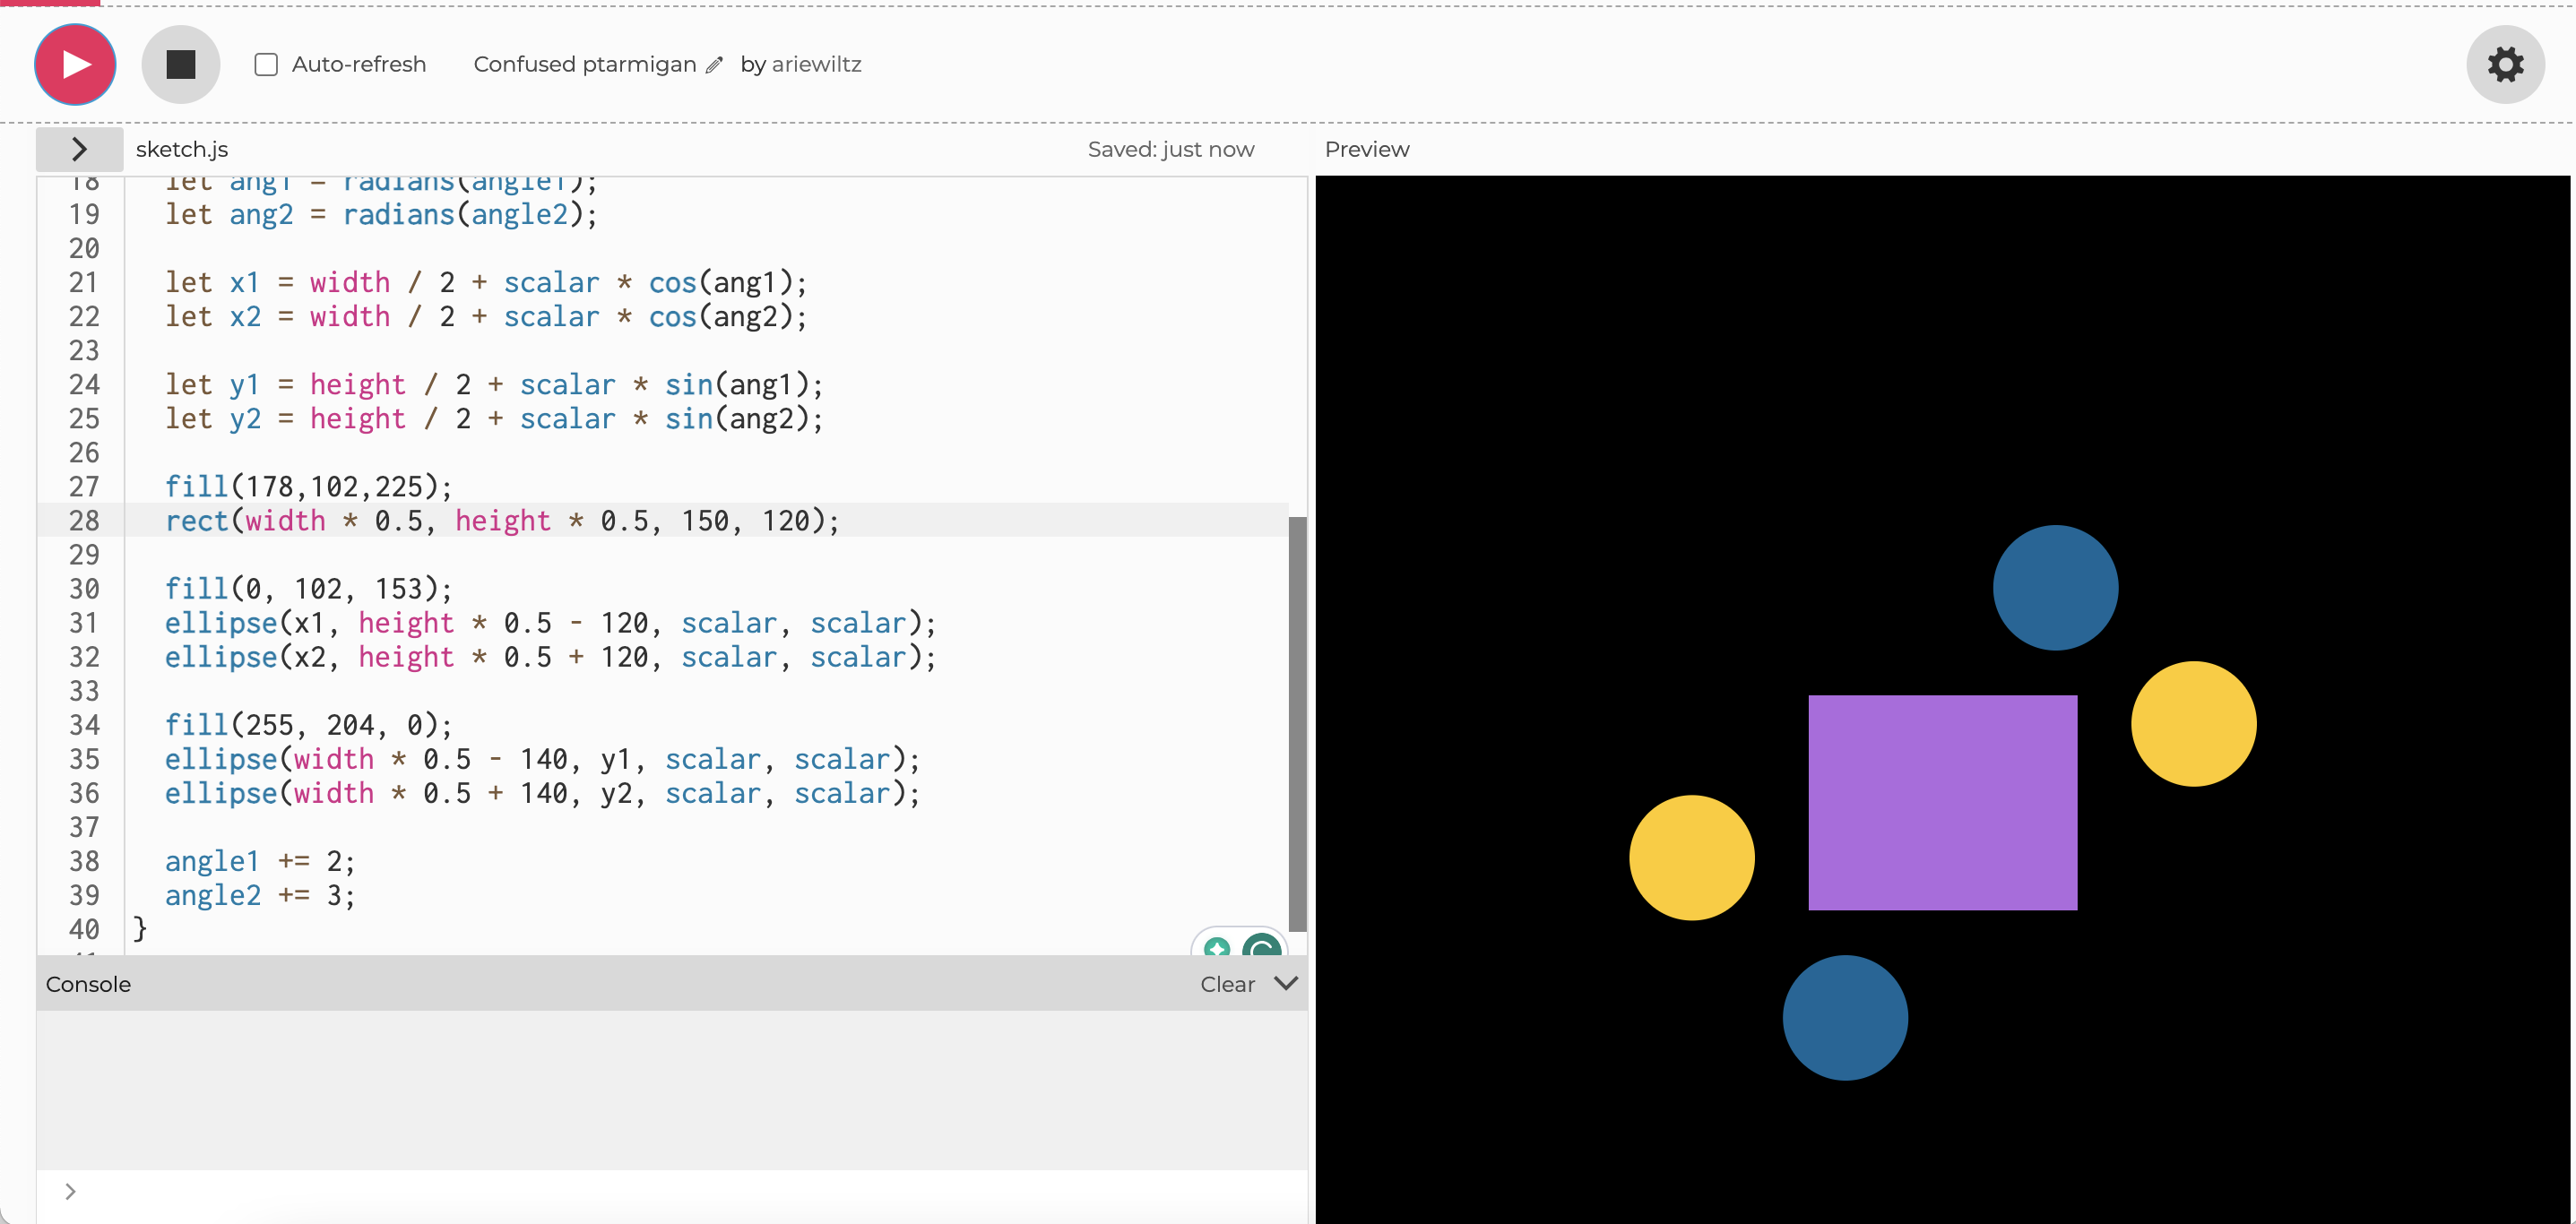 Auto-refresh Confused ptarmigan by ariewiltz
sketch.js Saved: just now Preview
18 let ang1 = radians(angle1);
19 let ang2 = radians(angle2);
20
21 let x1 = width / 2 + scalar * cos(ang1);
22 let x2 = width / 2 + scalar * cos(ang2);
23
24 let y1 = height / 2 + scalar * sin(ang1);
25 let y2 = height / 2 + scalar * sin(ang2);
26
27 fill(178,102,225);
28 rect(width * 0.5, height * 0.5, 150, 120);
29
30 fill(0, 102, 153);
31 ellipse(x1, height * 0.5 - 120, scalar, scalar);
32 ellipse(x2, height * 0.5 + 120, scalar, scalar);
33
34 fill(255, 204, 0);
35 ellipse(width * 0.5 - 140, y1, scalar, scalar);
36 ellipse(width * 0.5 + 140, y2, scalar, scalar);
37
38 angle1 += 2;
39 angle2 += 3;
40 }
Console Clear